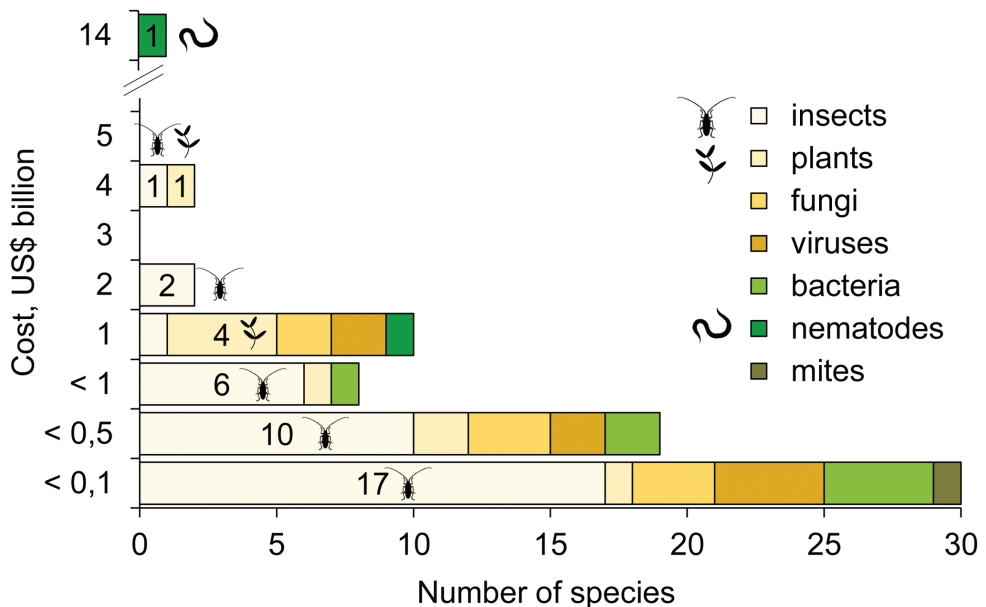 14
1
5
4
1 1
3
2
2
1
4
< 1
6
< 0,5
10
< 0,1
17
0 5 10 15 20 25 30
Number of species
Cost, US$ billion
insects
plants
fungi
viruses
bacteria
nematodes
mites